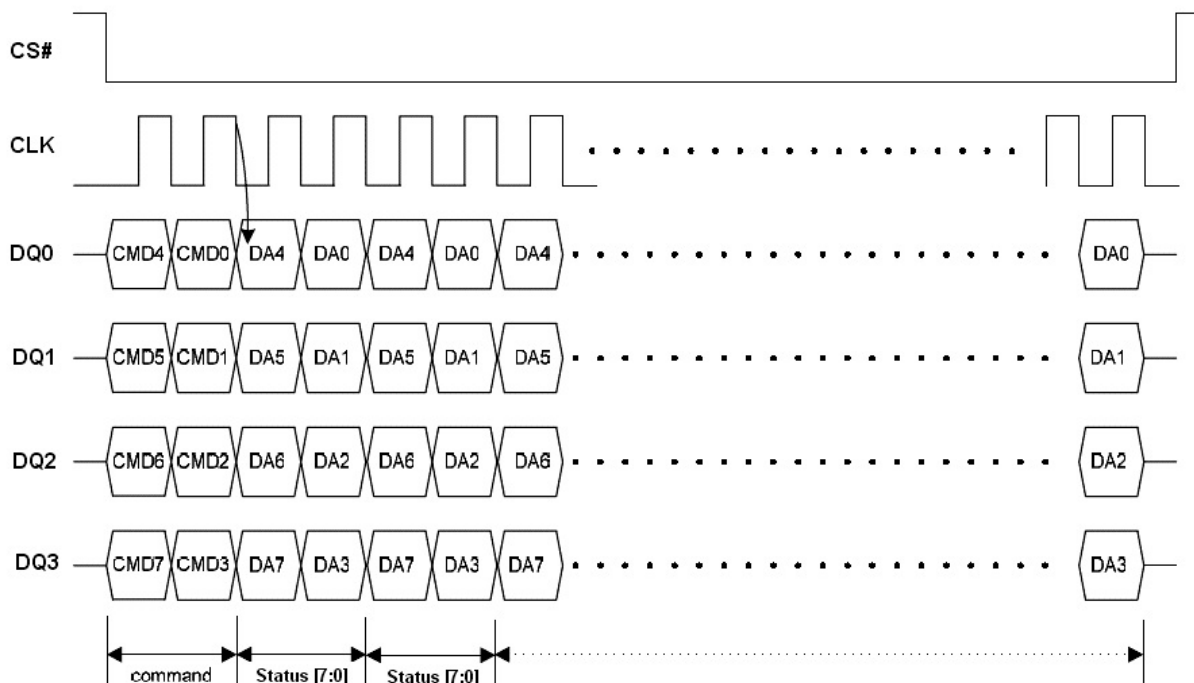 CS#
CLK
DQ0 CMD4 CMD0 DA4 DA0 DA4 DA0 DA4 DA0
DQ1 CMD5 CMD1 DA5 DA1 DA5 DA1 DA5 DA1
DQ2 CMD6 CMD2 DA6 DA2 DA6 DA2 DA6 DA2
DQ3 CMD7 CMD3 DA7 DA3 DA7 DA3 DA7 DA3
command Status [7:0] Status [7:0]